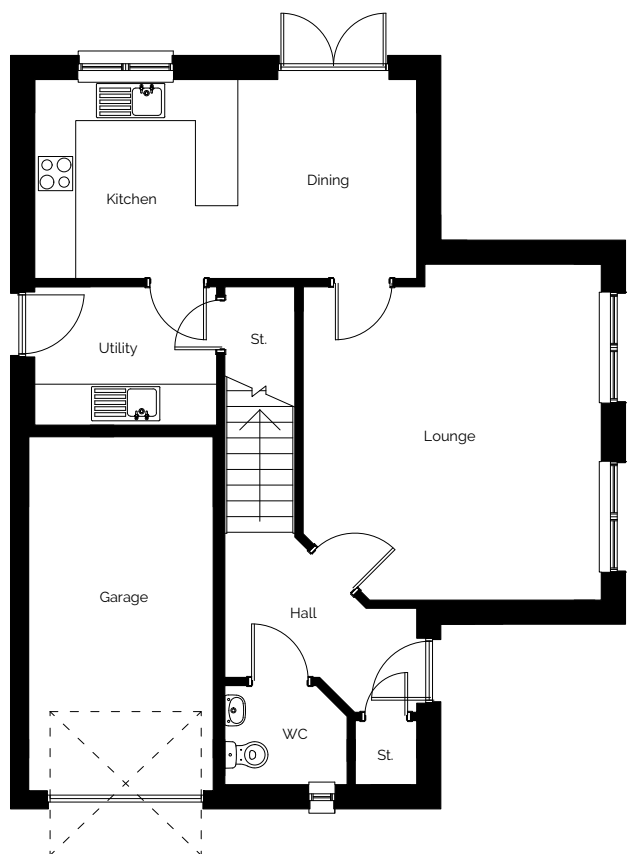 Dining
Kitchen
St.
Utility
Lounge
Garage
Hall
WC
St.